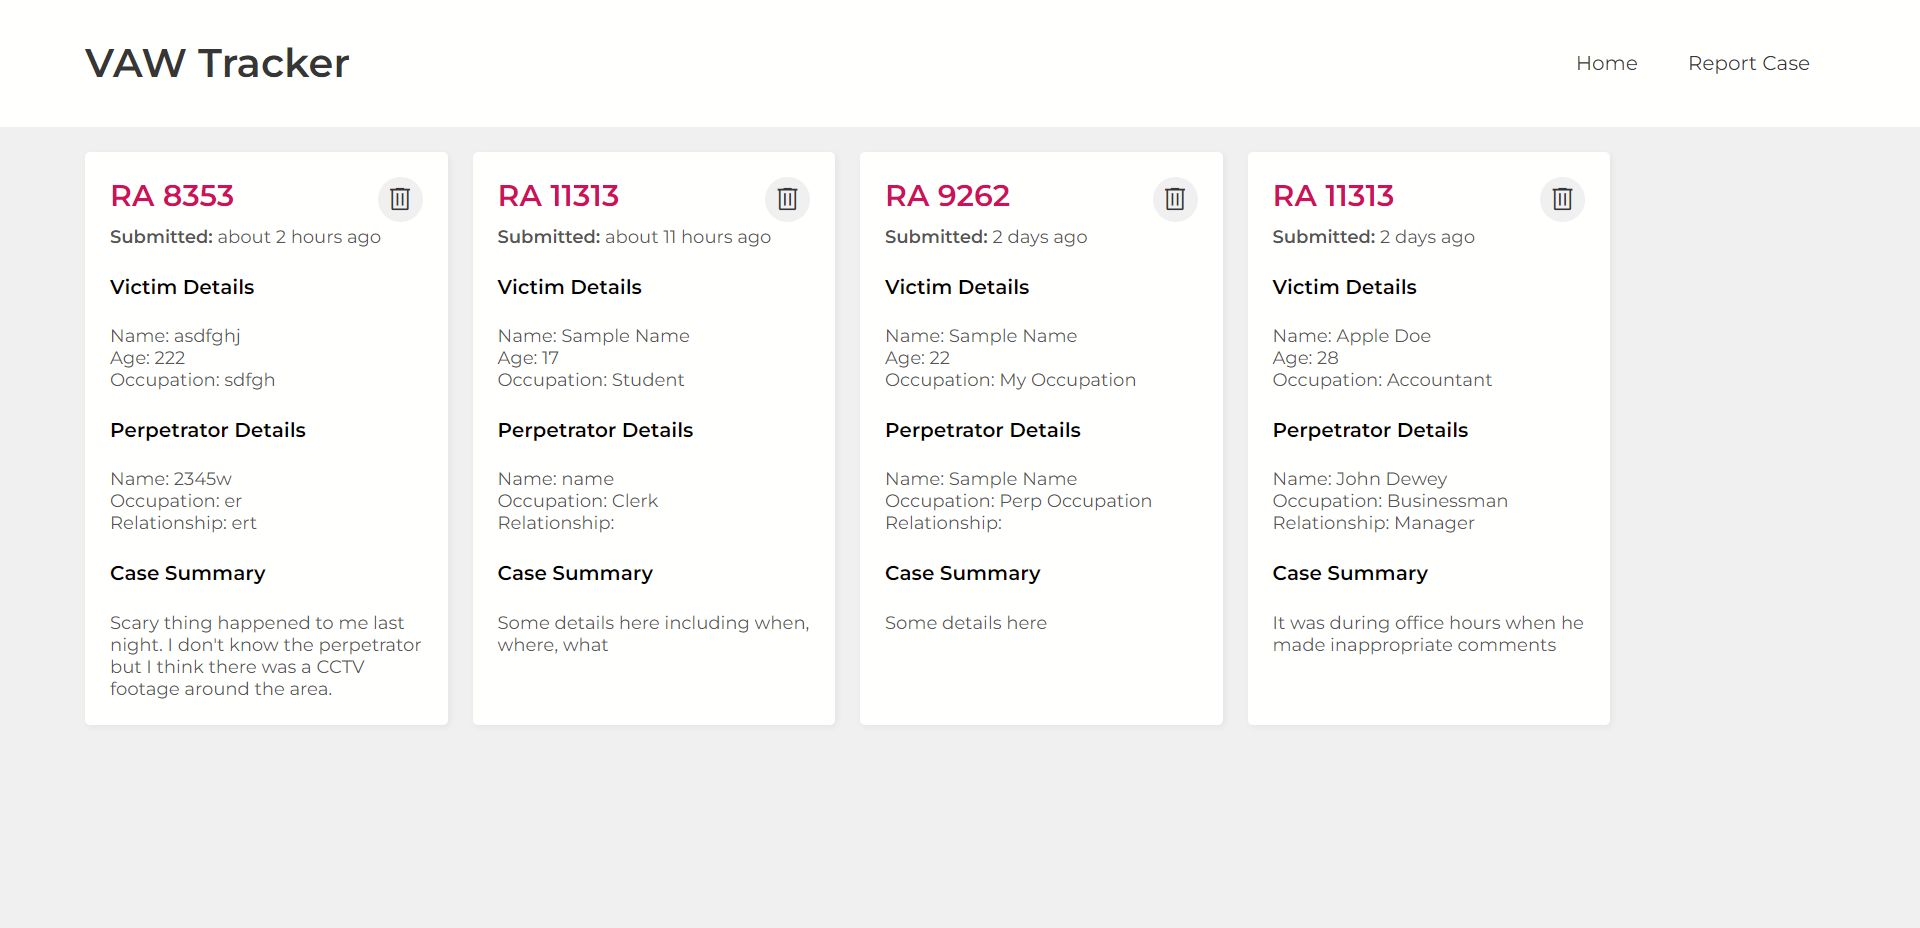 VAW Tracker
Home
Report Case
RA 8353
Submitted: about 2 hours ago
Victim Details
Name: asdfghj
Age: 222
Occupation: sdfgh
Perpetrator Details
Name: 2345w
Occupation: er
Relationship: ert
Case Summary
Scary thing happened to me last
night. I don't know the perpetrator
but I think there was a CCTV
footage around the area.
RA 11313
Submitted: about 11 hours ago
Victim Details
Name: Sample Name
Age: 17
Occupation: Student
Perpetrator Details
Name: name
Occupation: Clerk
Relationship:
Case Summary
Some details here including when,
where, what
RA 9262
Submitted: 2 days ago
Victim Details
Name: Sample Name
Age: 22
Occupation: My Occupation
Perpetrator Details
Name: Sample Name
Occupation: Perp Occupation
Relationship:
Case Summary
Some details here
RA 11313
Submitted: 2 days ago
Victim Details
Name: Apple Doe
Age: 28
Occupation: Accountant
Perpetrator Details
Name: John Dewey
Occupation: Businessman
Relationship: Manager
Case Summary
It was during office hours when he
made inappropriate comments